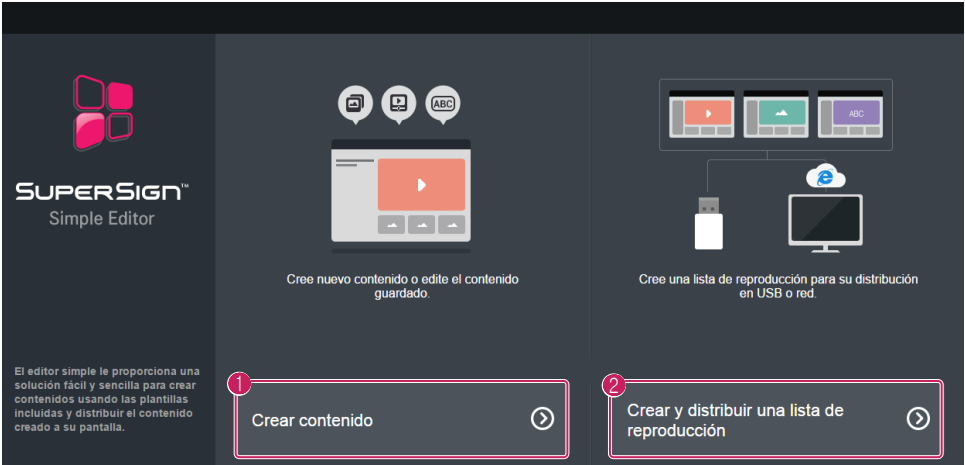 SUPERSIGN™
Simple Editor
El editor simple le proporciona una
solución fácil y sencilla para crear
contenidos usando las plantillas
incluidas y distribuir el contenido
creado a su pantalla.
ABC
Cree nuevo contenido o edite el contenido
guardado.
1
Crear contenido
ABC
Cree una lista de reproducción para su distribución
en USB o red.
2
Crear y distribuir una lista de
reproducción